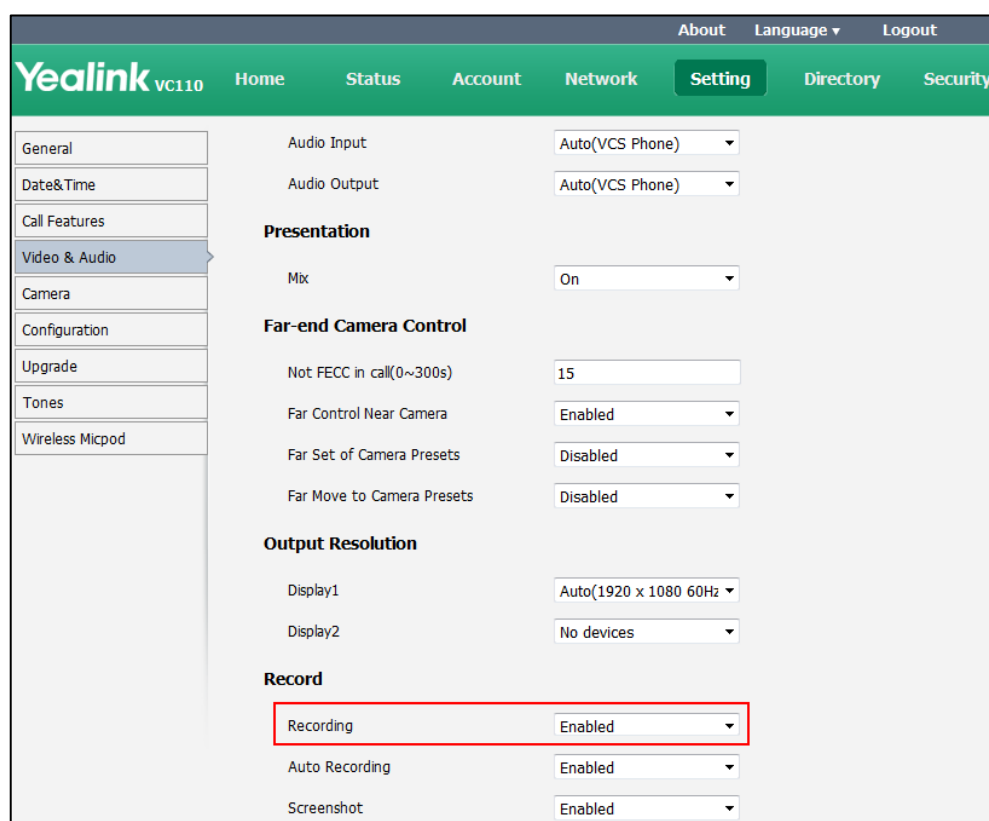 About Language ▾ Logout
Yealink VC110 Home Status Account Network Setting Directory Security
General
Date&Time
Call Features
Video & Audio
Camera
Configuration
Upgrade
Tones
Wireless Micpod
Audio Input Auto(VCS Phone)
Audio Output Auto(VCS Phone)
Presentation
Mix On
Far-end Camera Control
Not FECC in call(0~300s) 15
Far Control Near Camera Enabled
Far Set of Camera Presets Disabled
Far Move to Camera Presets Disabled
Output Resolution
Display1 Auto(1920 x 1080 60Hz
Display2 No devices
Record
Recording Enabled
Auto Recording Enabled
Screenshot Enabled